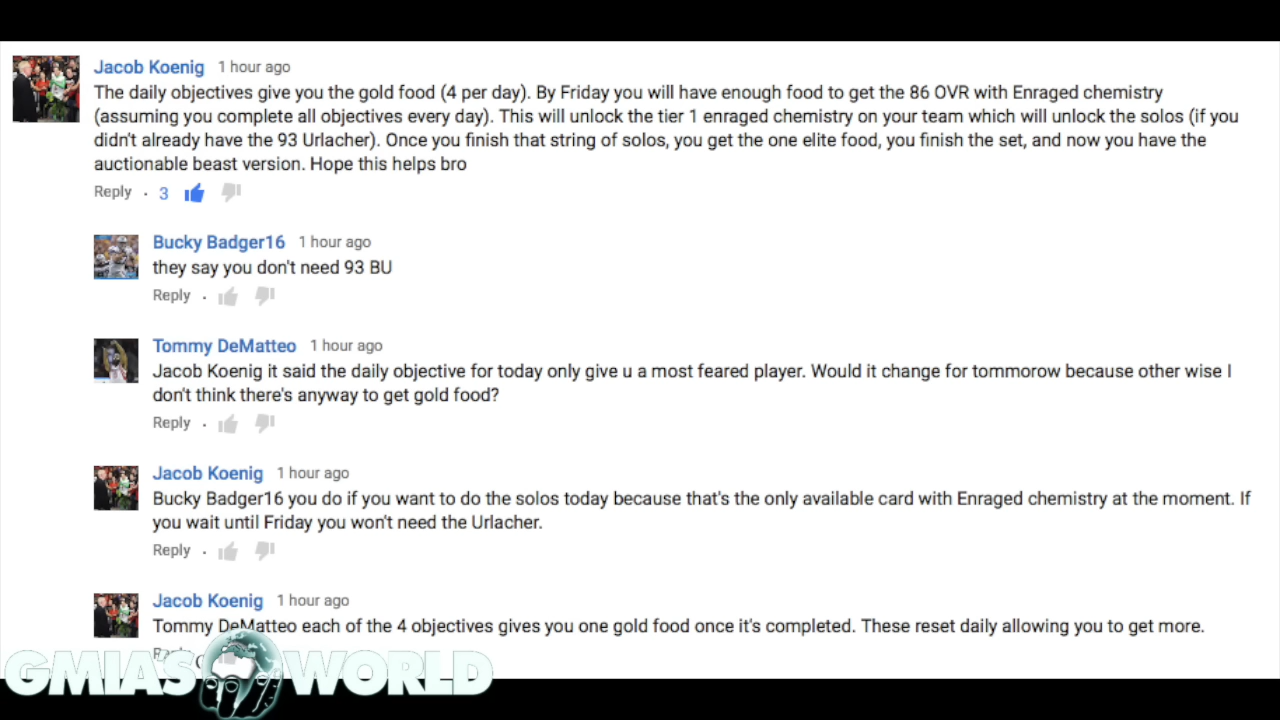 Jacob Koenig 1 hour ago
The daily objectives give you the gold food (4 per day). By Friday you will have enough food to get the 86 OVR with Enraged chemistry
(assuming you complete all objectives every day). This will unlock the tier 1 enraged chemistry on your team which will unlock the solos (if you
didn't already have the 93 Urlacher). Once you finish that string of solos, you get the one elite food, you finish the set, and now you have the
auctionable beast version. Hope this helps bro
Reply · 3
Bucky Badger16 1 hour ago
they say you don't need 93 BU
Reply ·
Tommy DeMatteo 1 hour ago
Jacob Koenig it said the daily objective for today only give u a most feared player. Would it change for tommorow because other wise I
don't think there's anyway to get gold food?
Reply ·
Jacob Koenig 1 hour ago
Bucky Badger16 you do if you want to do the solos today because that's the only available card with Enraged chemistry at the moment. If
you wait until Friday you won't need the Urlacher.
Reply ·
Jacob Koenig 1 hour ago
Tommy DeMatteo each of the 4 objectives gives you one gold food once it's completed. These reset daily allowing you to get more.
GMIAS WORLD